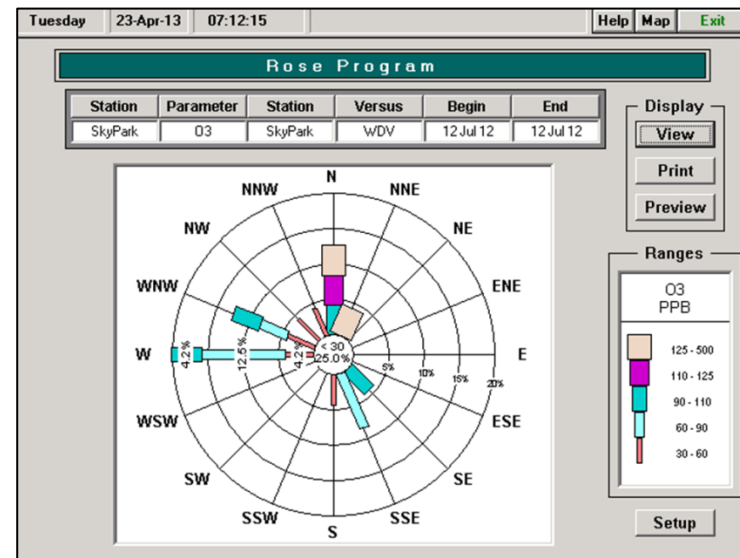 Tuesday 23-Apr-13 07:12:15 Help Map Exit
Rose Program
Station Parameter Station Versus Begin End
SkyPark O3 SkyPark WDV 12 Jul 12 12 Jul 12
Display
View
Print
Preview
N
NNW NNE
NW NE
WNW ENE
W 4.2% 12.5% 4.2% < 30 25.0% 5% 10% 15% 20% E
WSW ESE
SW SE
SSW SSE
S
Ranges
O3
PPB
125 - 500
110 - 125
90 - 110
60 - 90
30 - 60
Setup